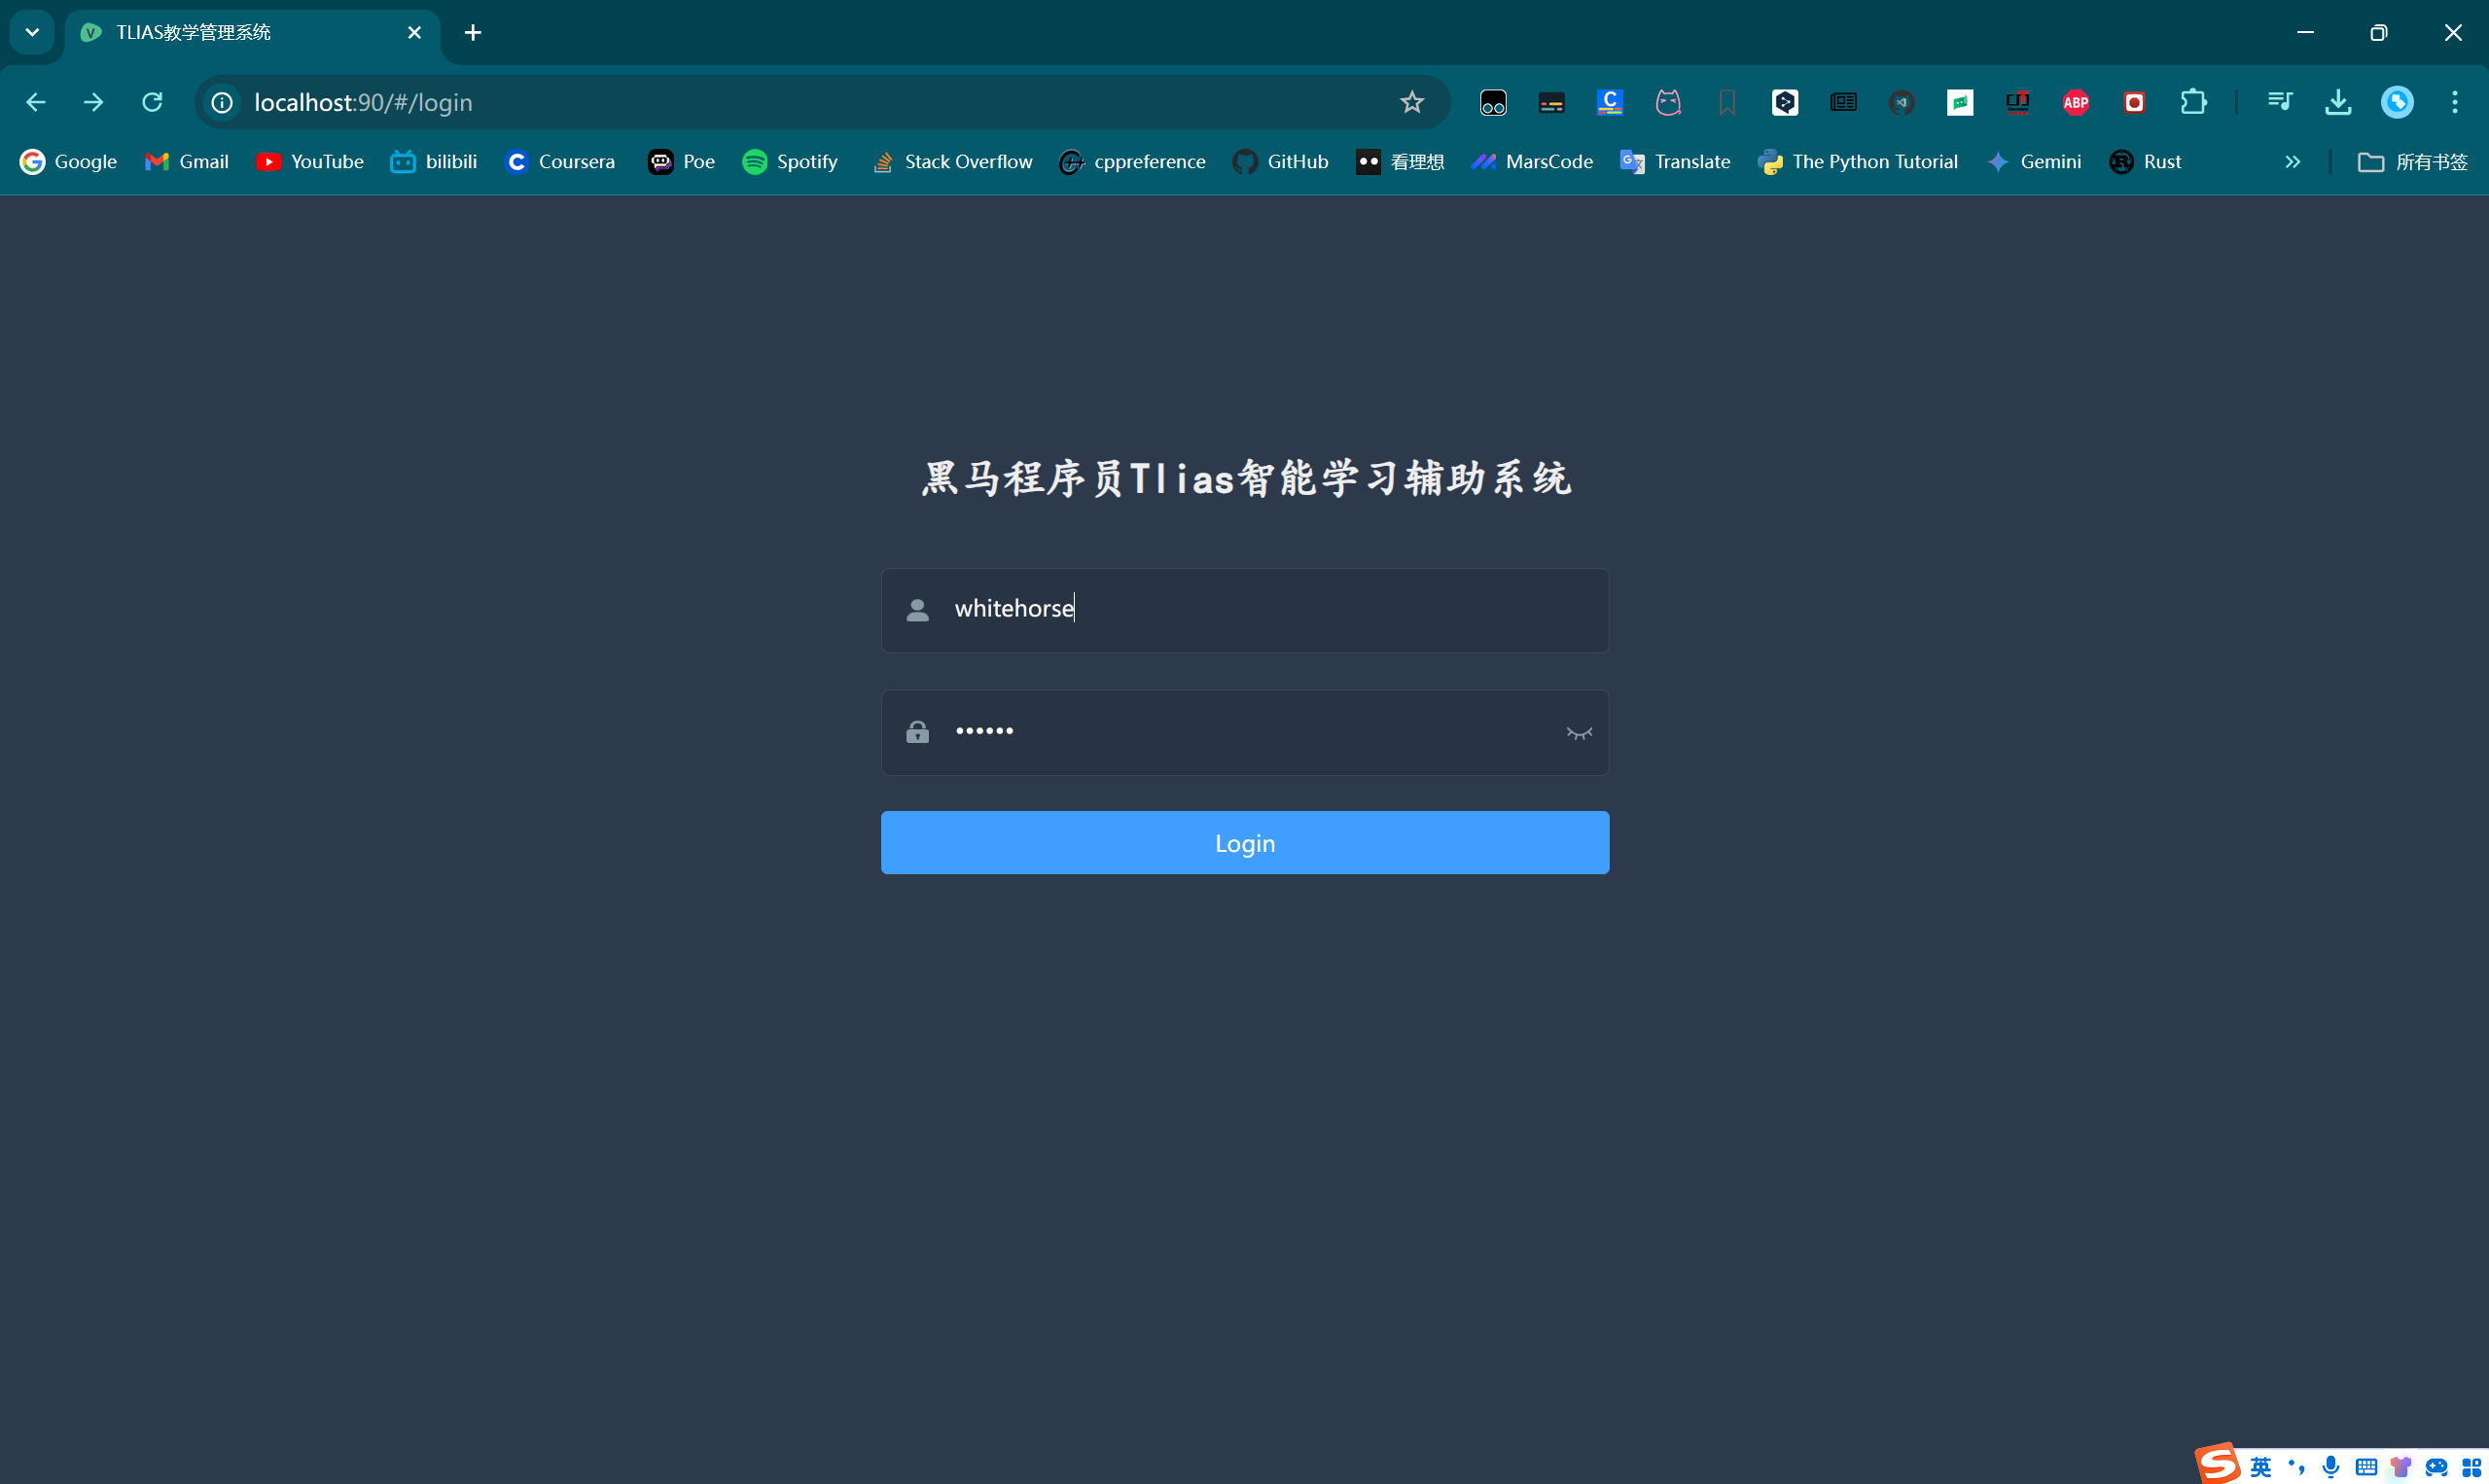 TLIAS教学管理系统
localhost:90/#/login
ABP
Google Gmail YouTube bilibili Coursera Poe Spotify Stack Overflow cppreference GitHub 看理想 MarsCode Translate The Python Tutorial Gemini Rust 所有书签
黑马程序员Tlias智能学习辅助系统
whitehorse
••••••
Login
英